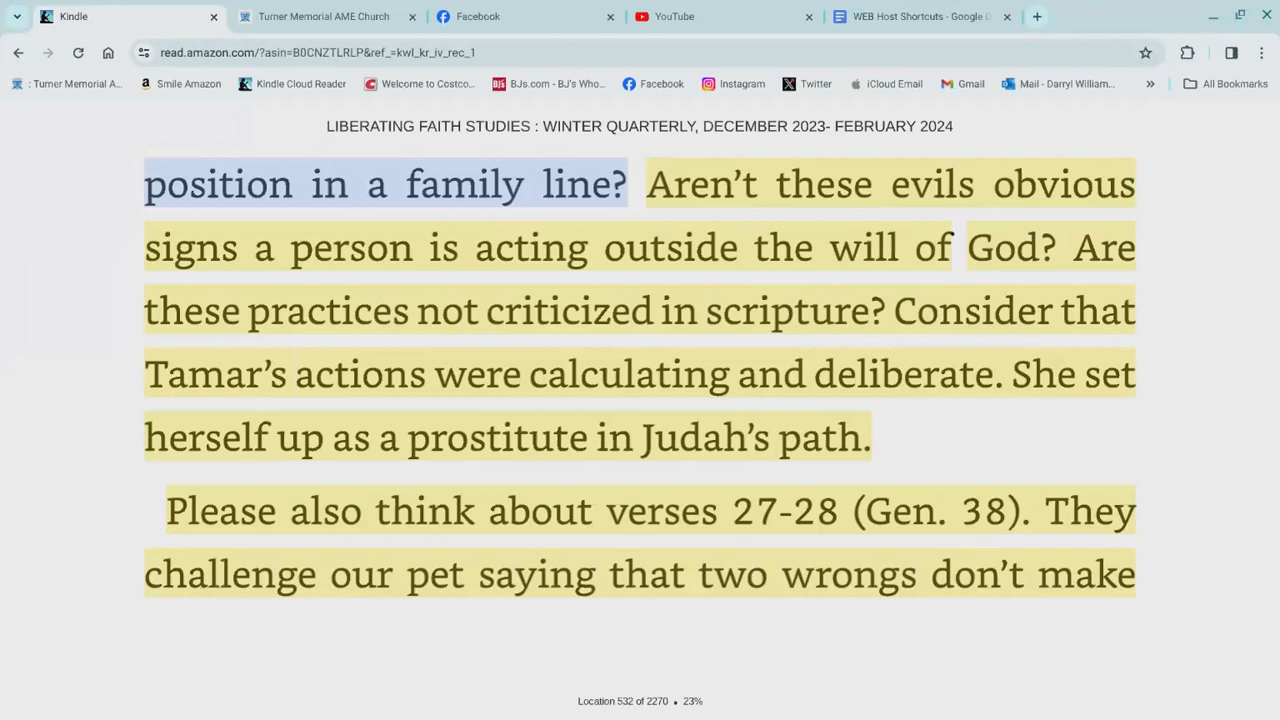 Kindle
Turner Memorial AME Church
Facebook
YouTube
WEB Host Shortcuts - Google D
read.amazon.com/?asin=B0CNZTLRLP&ref_=kwl_kr_iv_rec_1
: Turner Memorial A...
Smile Amazon
Kindle Cloud Reader
Welcome to Costco...
BJs.com - BJ's Who...
Facebook
Instagram
Twitter
iCloud Email
Gmail
Mail - Darryl William...
All Bookmarks
LIBERATING FAITH STUDIES : WINTER QUARTERLY, DECEMBER 2023- FEBRUARY 2024
position in a family line? Aren’t these evils obvious
signs a person is acting outside the will of God? Are
these practices not criticized in scripture? Consider that
Tamar’s actions were calculating and deliberate. She set
herself up as a prostitute in Judah’s path.
Please also think about verses 27-28 (Gen. 38). They
challenge our pet saying that two wrongs don’t make
Location 532 of 2270 • 23%